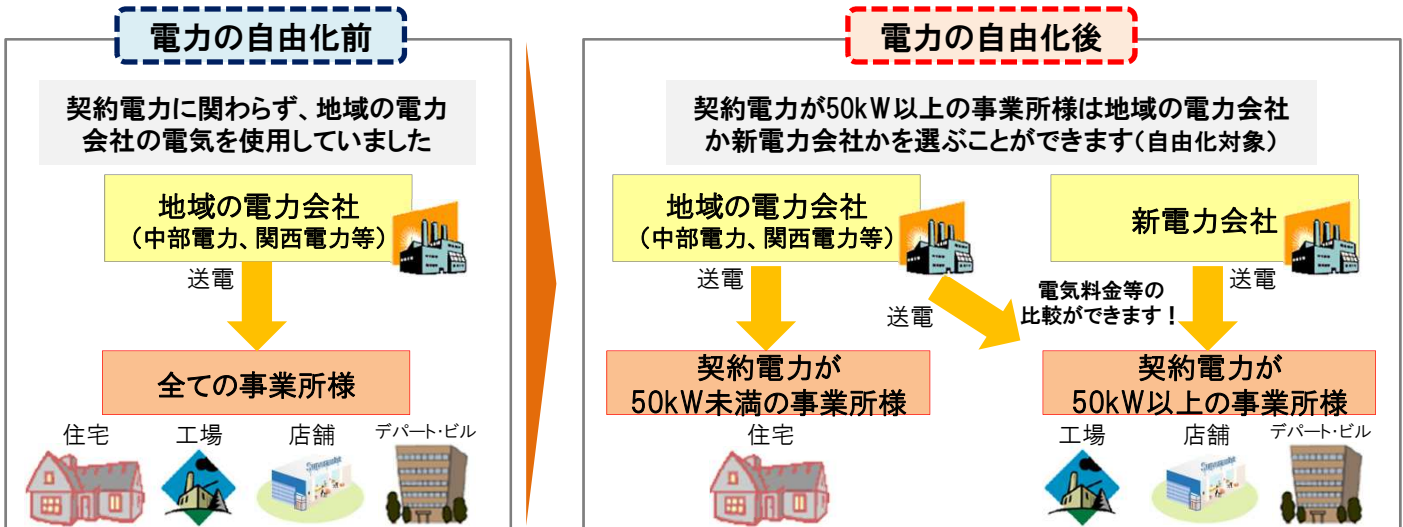 電力の自由化前
契約電力に関わらず、地域の電力
会社の電気を使用していました
地域の電力会社
（中部電力、関西電力等）
送電
全ての事業所様
住宅
工場
店舗
デパート・ビル
電力の自由化後
契約電力が50kW以上の事業所様は地域の電力会社
か新電力会社かを選ぶことができます（自由化対象）
地域の電力会社
（中部電力、関西電力等）
新電力会社
送電
送電
電気料金等の
比較ができます！
送電
契約電力が
50kW未満の事業所様
契約電力が
50kW以上の事業所様
住宅
工場
店舗
デパート・ビル